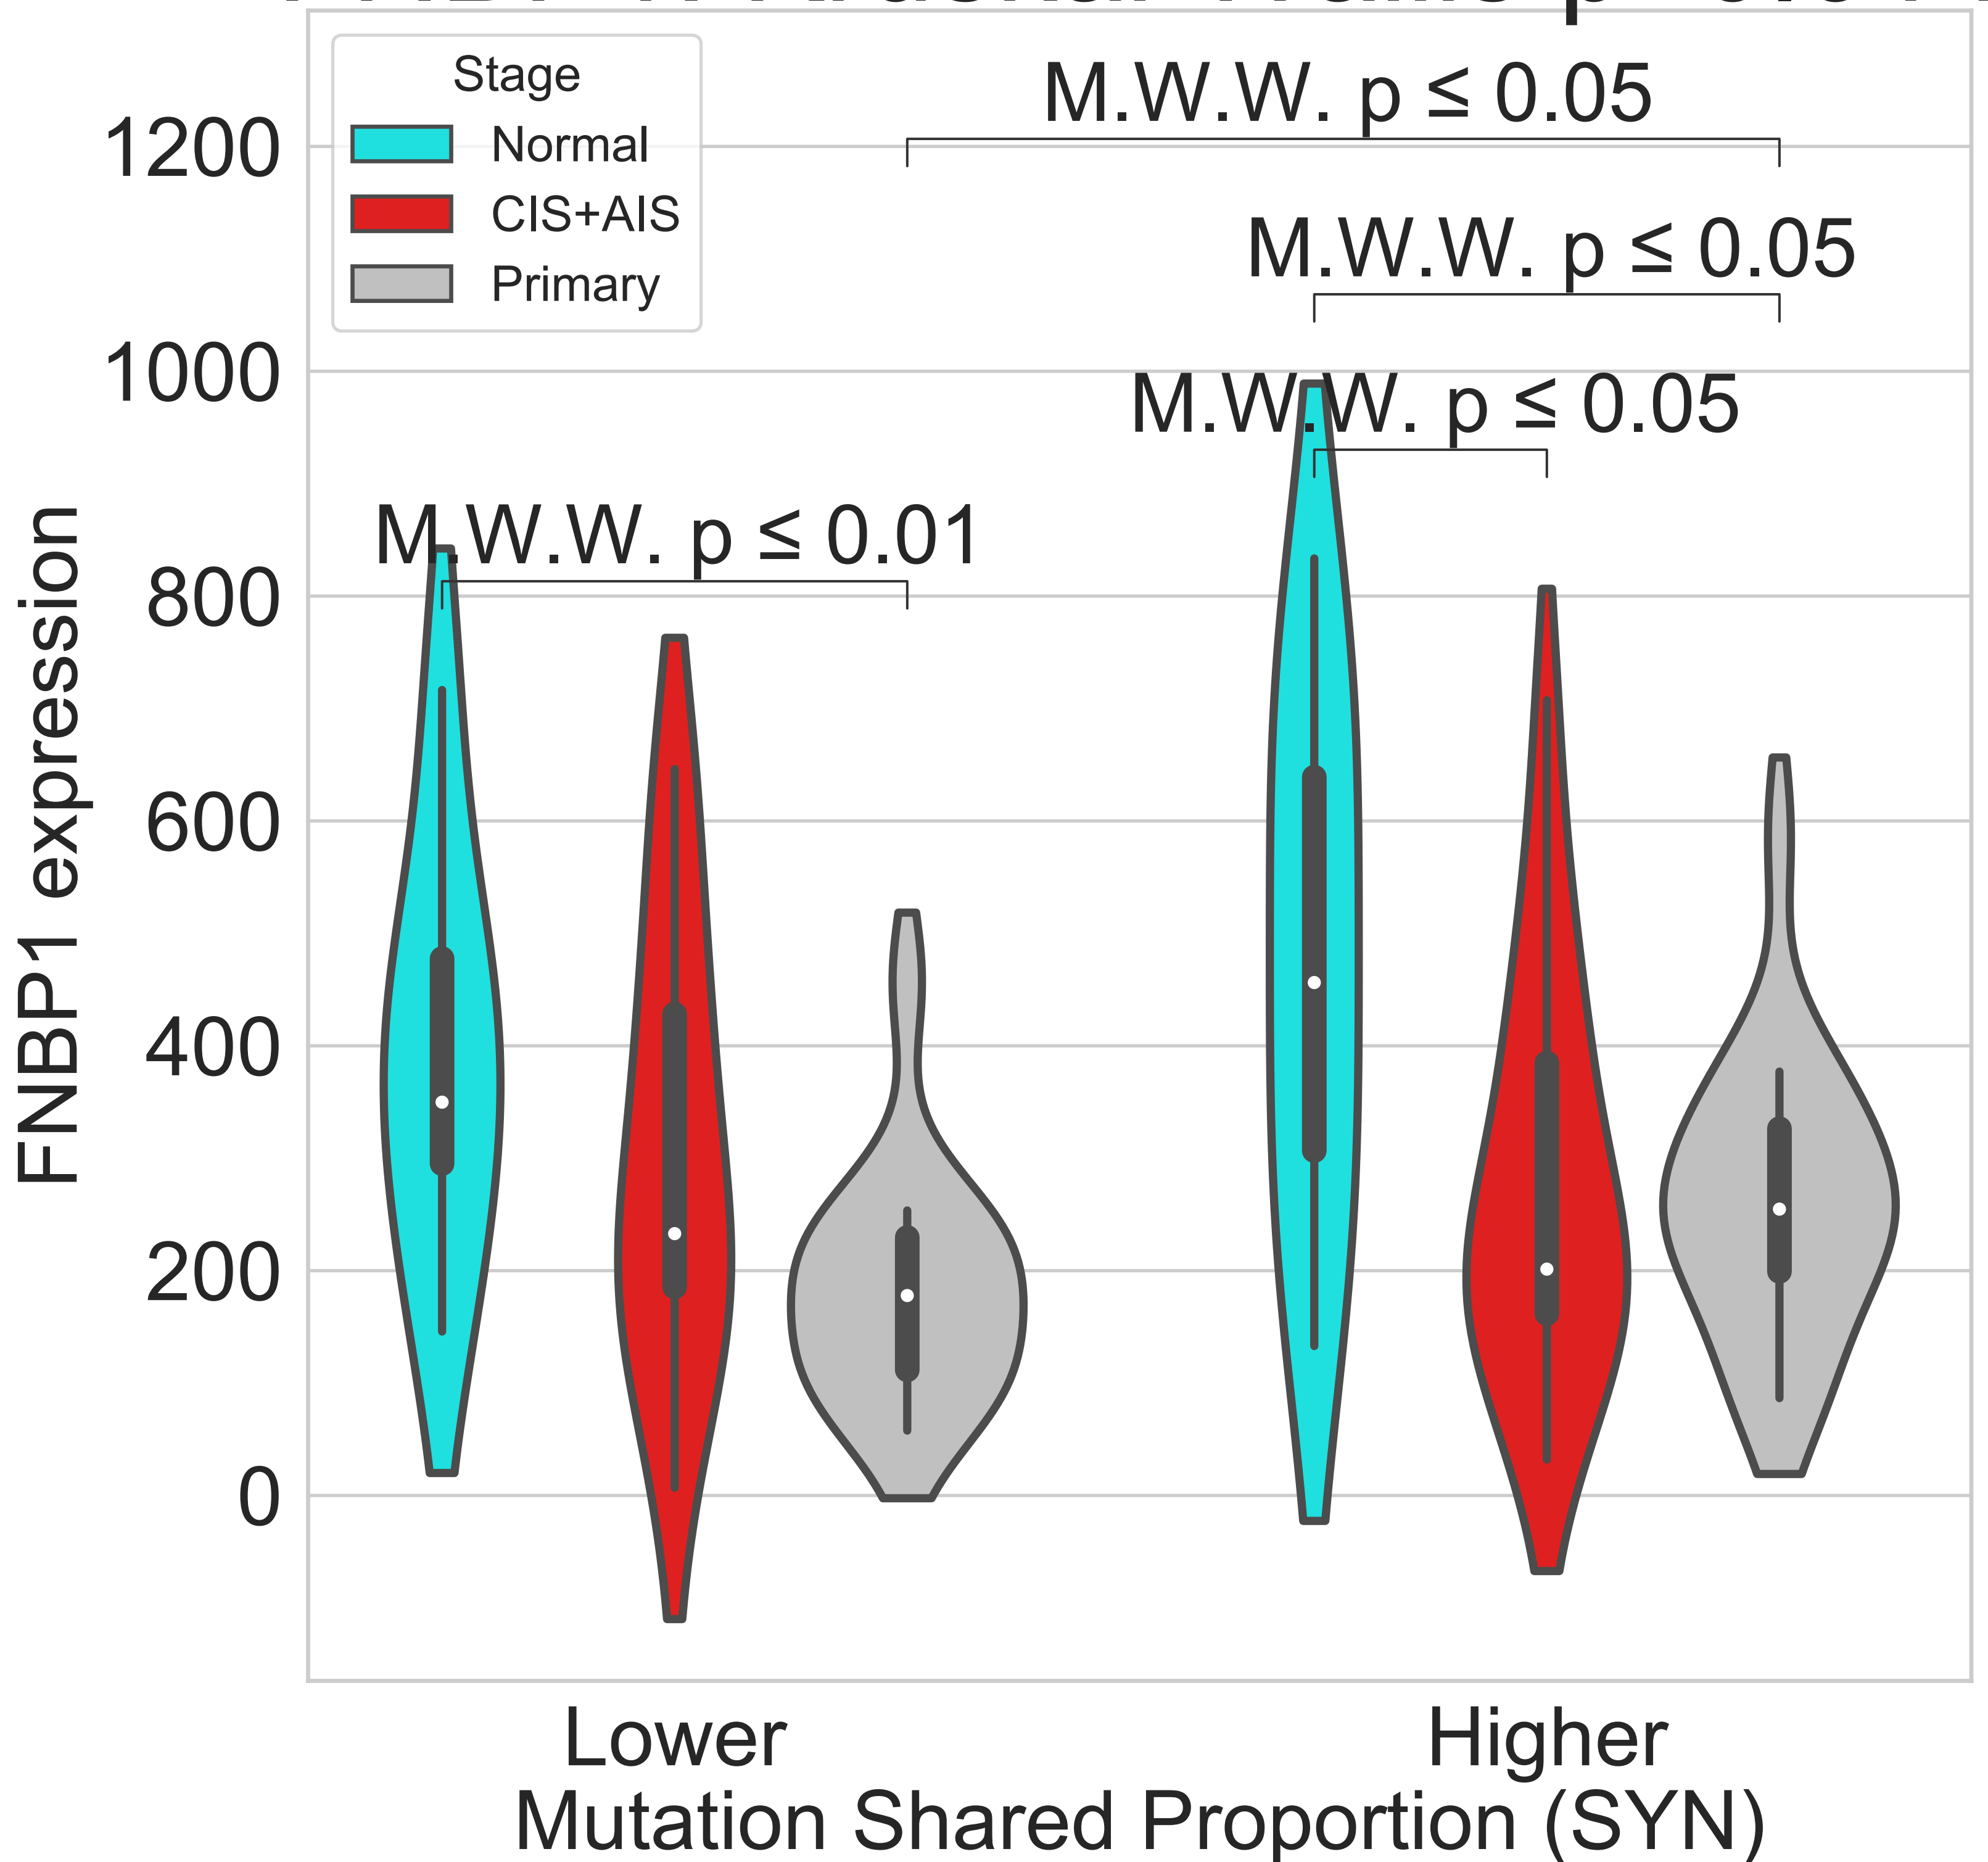 M.W.W. p ≤ 0.05
Stage
Normal
CIS+AIS
Primary
M.W.W. p ≤ 0.05
M.W.W. p ≤ 0.05
M.W.W. p ≤ 0.01
1200
1000
800
600
400
200
0
FNBP1 expression
Lower
Higher
Mutation Shared Proportion (SYN)